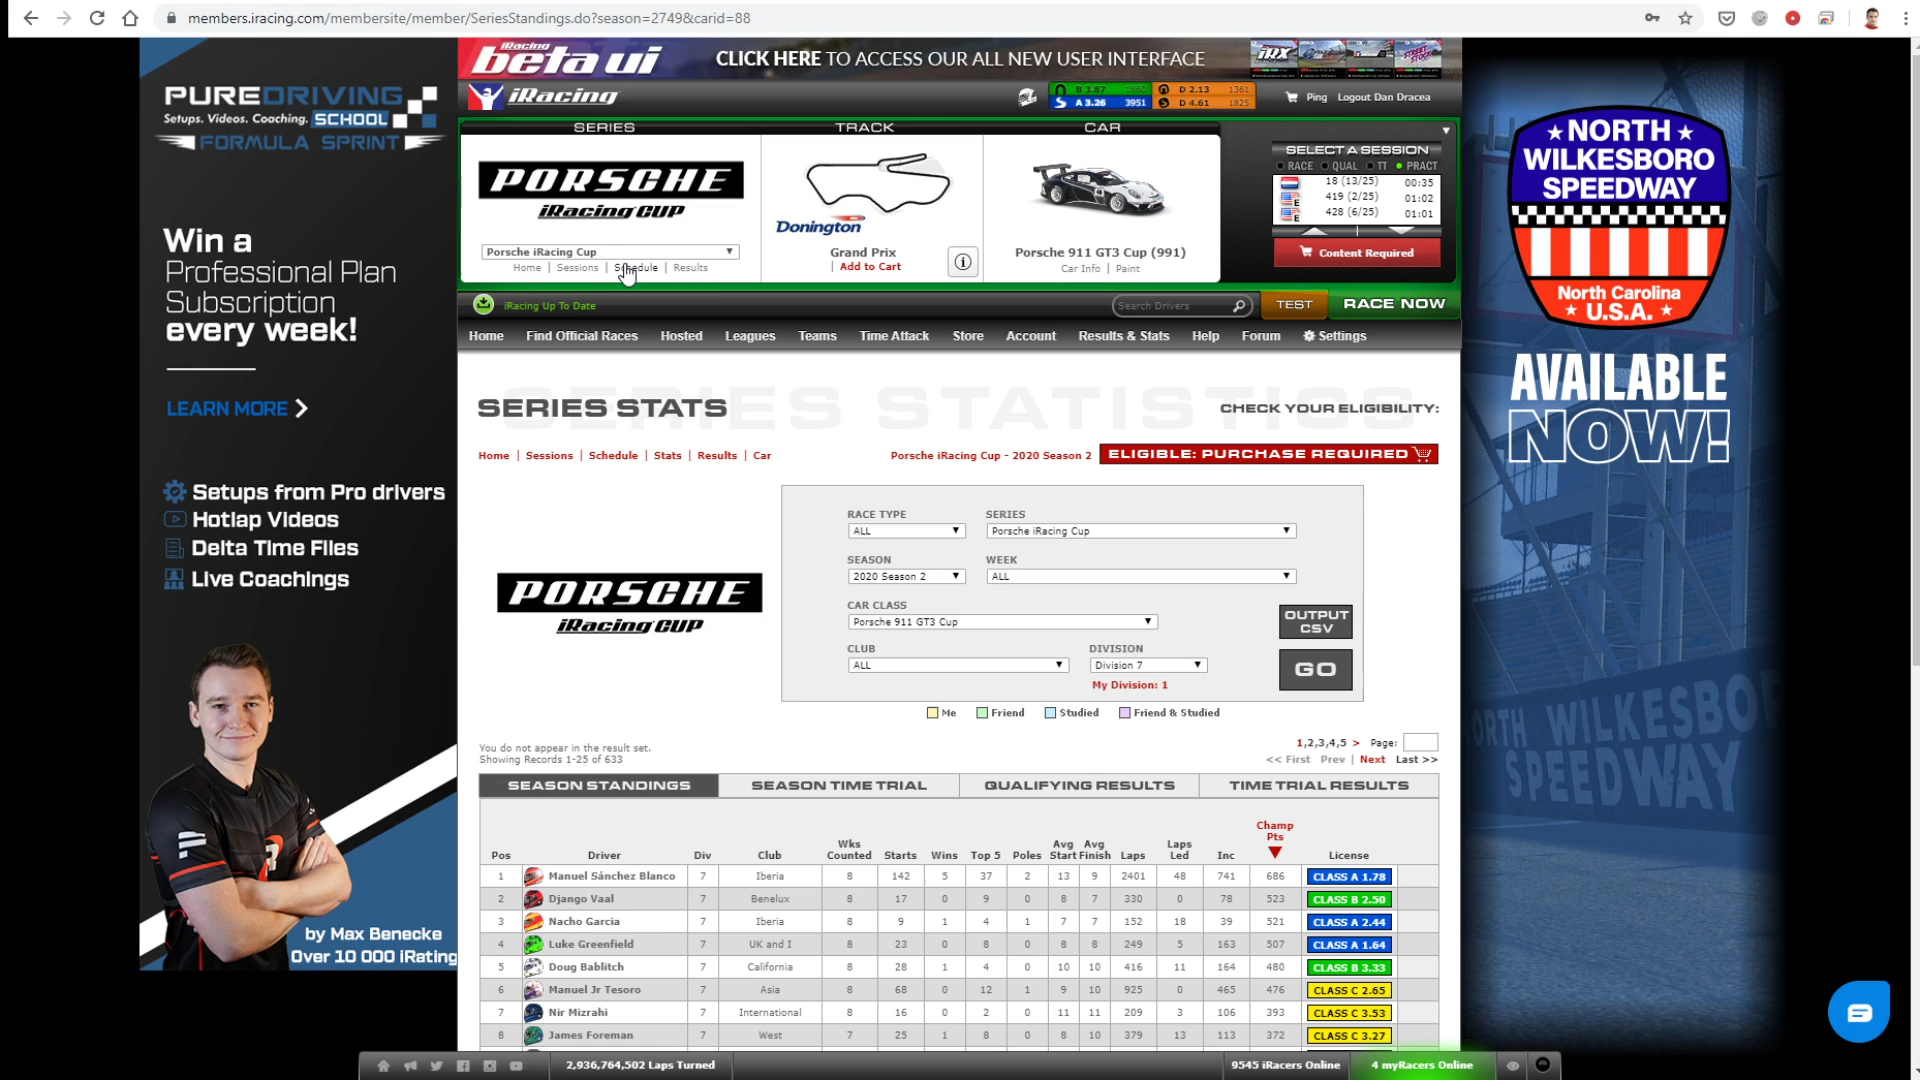 members.iracing.com/membersite/member/SeriesStandings.do?season=2749&carid=88
PUREDRIVING
Setups. Videos. Coaching. SCHOOL
FORMULA SPRINT
Win a
Professional Plan
Subscription
every week!
LEARN MORE
Setups from Pro drivers
Hotlap Videos
Delta Time Files
Live Coachings
by Max Benecke
Over 10 000 iRating
iRacing
beta ui
CLICK HERE TO ACCESS OUR ALL NEW USER INTERFACE
iRacing
B 3.87 1860
D 2.13 1361
A 3.26 3951
D 4.61 1825
Ping Logout Dan Dracea
SERIES TRACK CAR
PORSCHE
iRacing CUP
Porsche iRacing Cup
Home | Sessions | Schedule | Results
Donington
Grand Prix
| Add to Cart
Porsche 911 GT3 Cup (991)
Car Info | Paint
SELECT A SESSION
RACE QUAL TT PRACT
18 (13/25) 00:35
E 419 (2/25) 01:02
E 428 (6/25) 01:01
Content Required
iRacing Up To Date
Search Drivers
TEST
RACE NOW
Home Find Official Races Hosted Leagues Teams Time Attack Store Account Results & Stats Help Forum Settings
SERIES STATISTICS
SERIES STATS
CHECK YOUR ELIGIBILITY:
Home | Sessions | Schedule | Stats | Results | Car
Porsche iRacing Cup - 2020 Season 2
ELIGIBLE: PURCHASE REQUIRED
PORSCHE
iRacing CUP
RACE TYPE SERIES
ALL Porsche iRacing Cup
SEASON WEEK
2020 Season 2 ALL
CAR CLASS
Porsche 911 GT3 Cup
CLUB DIVISION
ALL Division 7
My Division: 1
OUTPUT
CSV
GO
Me Friend Studied Friend & Studied
You do not appear in the result set.
Showing Records 1-25 of 633
1,2,3,4,5 > Page:
<< First Prev | Next Last >>
SEASON STANDINGS SEASON TIME TRIAL QUALIFYING RESULTS TIME TRIAL RESULTS
Pos Driver Div Club Wks Counted Starts Wins Top 5 Poles Avg Start Avg Finish Laps Laps Led Inc Champ Pts License
1 Manuel Sánchez Blanco 7 Iberia 8 142 5 37 2 13 9 2401 48 741 686 CLASS A 1.78
2 Django Vaal 7 Benelux 8 17 0 9 0 8 7 330 0 78 523 CLASS B 2.50
3 Nacho Garcia 7 Iberia 8 9 1 4 1 7 7 152 18 39 521 CLASS A 2.44
4 Luke Greenfield 7 UK and I 8 23 0 8 0 8 8 249 5 163 507 CLASS A 1.64
5 Doug Bablitch 7 California 8 28 1 4 0 10 10 416 11 164 480 CLASS B 3.33
6 Manuel Jr Tesoro 7 Asia 8 68 0 12 1 9 10 925 0 465 476 CLASS C 2.65
7 Nir Mizrahi 7 International 8 16 0 2 0 11 11 209 3 106 393 CLASS C 3.53
8 James Foreman 7 West 7 25 1 8 0 8 10 379 13 113 372 CLASS C 3.27
2,936,764,502 Laps Turned
9545 iRacers Online
4 myRacers Online
NORTH
WILKESBORO
SPEEDWAY
North Carolina
U.S.A.
AVAILABLE
NOW!
NORTH WILKESBO
SPEEDWAY